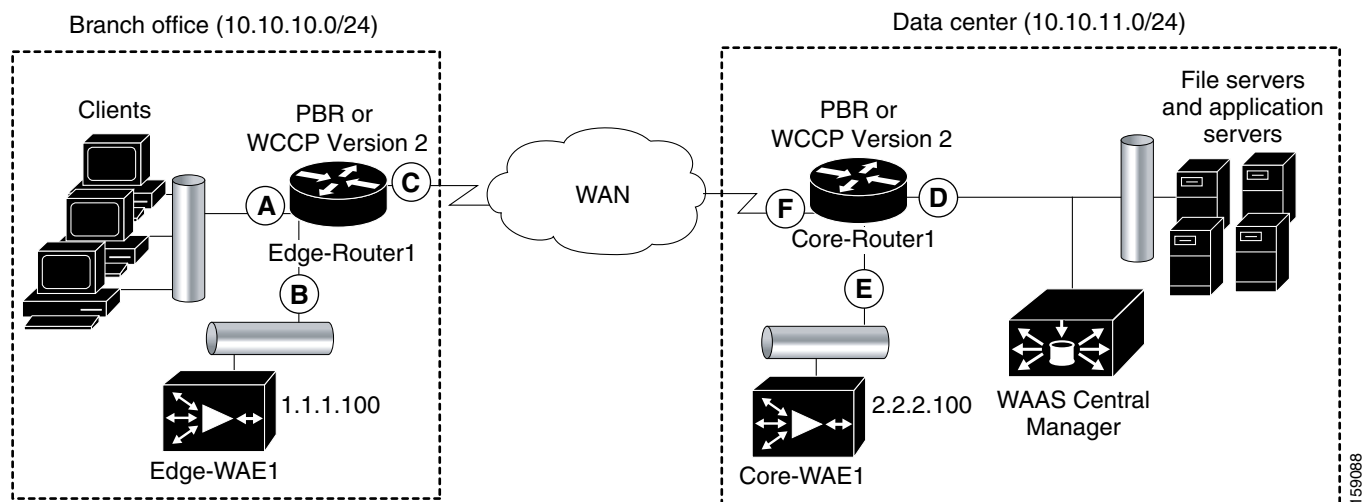 Branch office (10.10.10.0/24)
Data center (10.10.11.0/24)
Clients
PBR or
WCCP Version 2
A
C
Edge-Router1
B
1.1.1.100
Edge-WAE1
WAN
PBR or
WCCP Version 2
F
D
Core-Router1
E
2.2.2.100
Core-WAE1
File servers
and application
servers
WAAS Central
Manager
159088